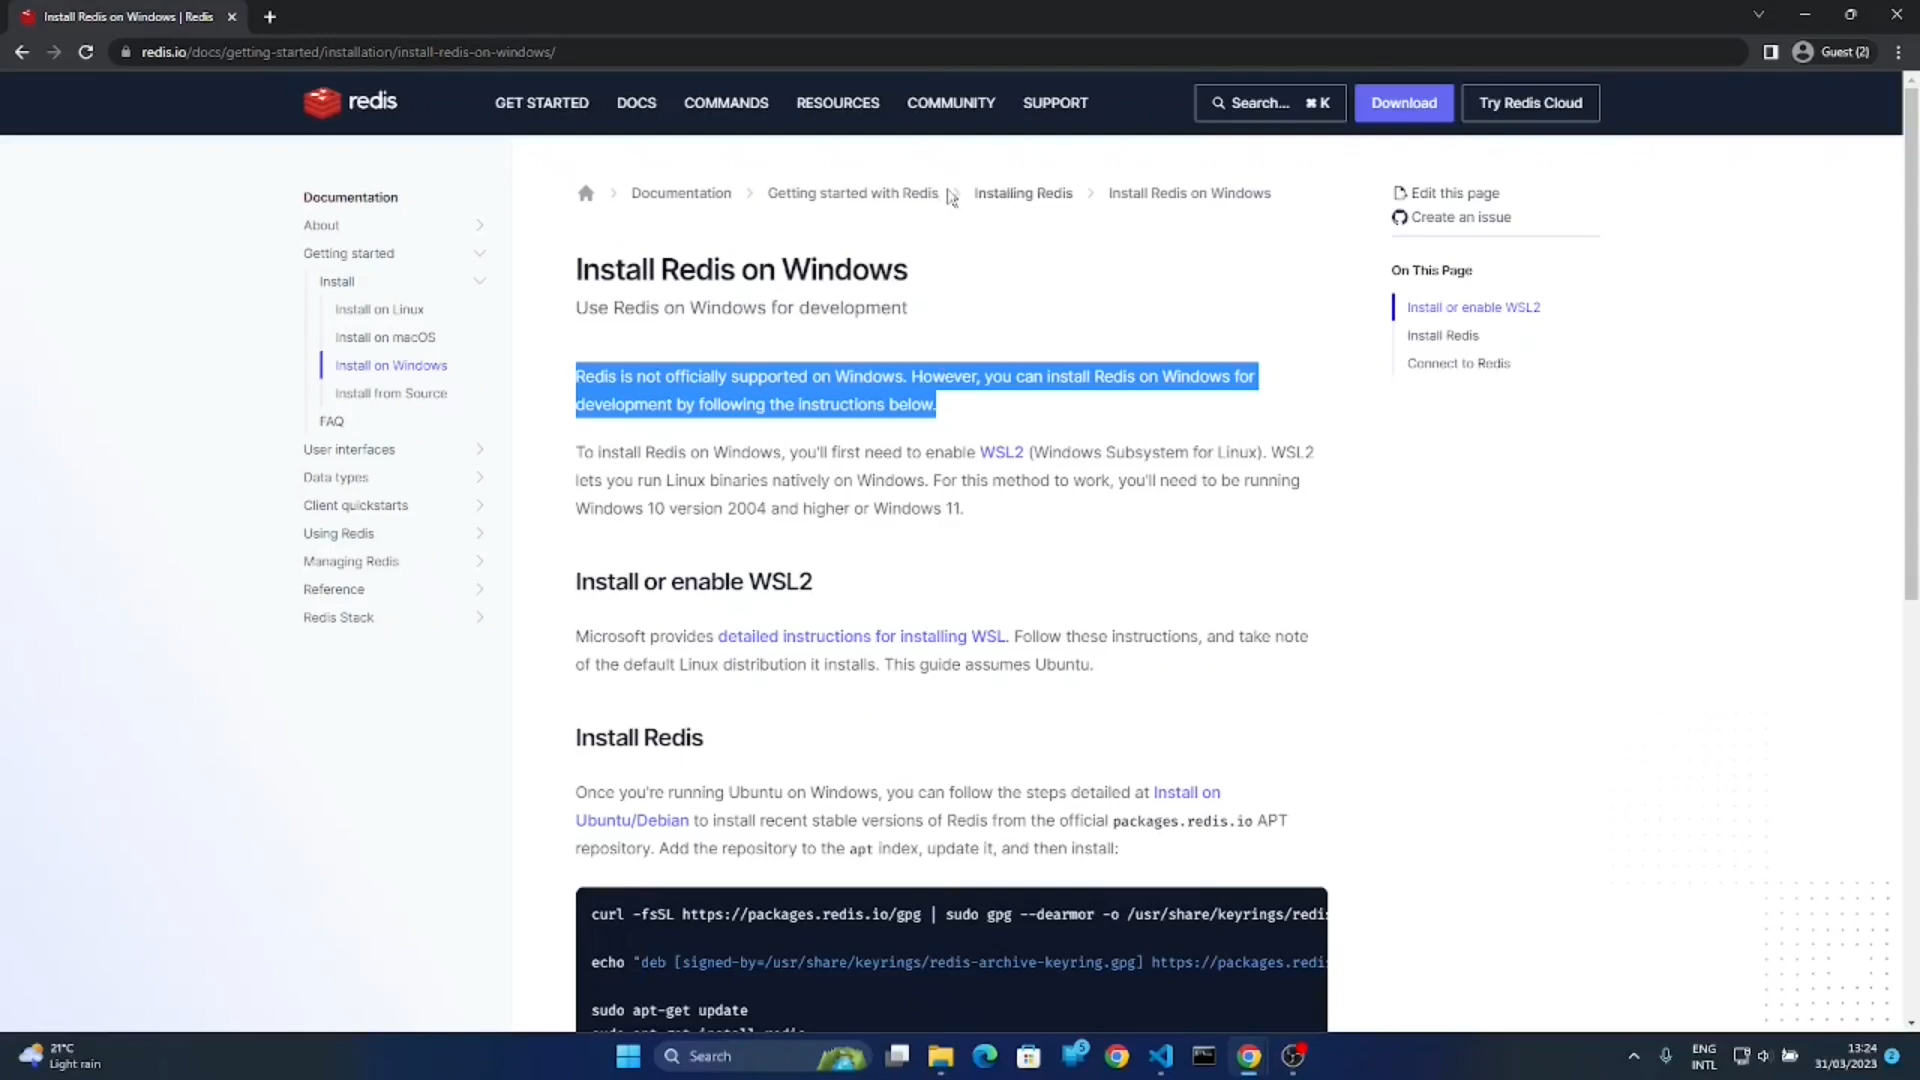 Install Redis on Windows | Redis
redis.io/docs/getting-started/installation/install-redis-on-windows/
Guest (2)
redis
GET STARTED
DOCS
COMMANDS
RESOURCES
COMMUNITY
SUPPORT
Search... ⌘ K
Download
Try Redis Cloud
Documentation
About
Getting started
Install
Install on Linux
Install on macOS
Install on Windows
Install from Source
FAQ
User interfaces
Data types
Client quickstarts
Using Redis
Managing Redis
Reference
Redis Stack
Documentation
Getting started with Redis
Installing Redis
Install Redis on Windows
Install Redis on Windows
Use Redis on Windows for development
Redis is not officially supported on Windows. However, you can install Redis on Windows for
development by following the instructions below.
To install Redis on Windows, you'll first need to enable WSL2 (Windows Subsystem for Linux). WSL2
lets you run Linux binaries natively on Windows. For this method to work, you'll need to be running
Windows 10 version 2004 and higher or Windows 11.
Install or enable WSL2
Microsoft provides detailed instructions for installing WSL. Follow these instructions, and take note
of the default Linux distribution it installs. This guide assumes Ubuntu.
Install Redis
Once you're running Ubuntu on Windows, you can follow the steps detailed at Install on
Ubuntu/Debian to install recent stable versions of Redis from the official packages.redis.io APT
repository. Add the repository to the apt index, update it, and then install:
curl -fsSL https://packages.redis.io/gpg | sudo gpg --dearmor -o /usr/share/keyrings/redis
echo "deb [signed-by=/usr/share/keyrings/redis-archive-keyring.gpg] https://packages.redi
sudo apt-get update
Edit this page
Create an issue
On This Page
Install or enable WSL2
Install Redis
Connect to Redis
21°C
Light rain
Search
5
ENG
INTL
13:24
31/03/2023
2